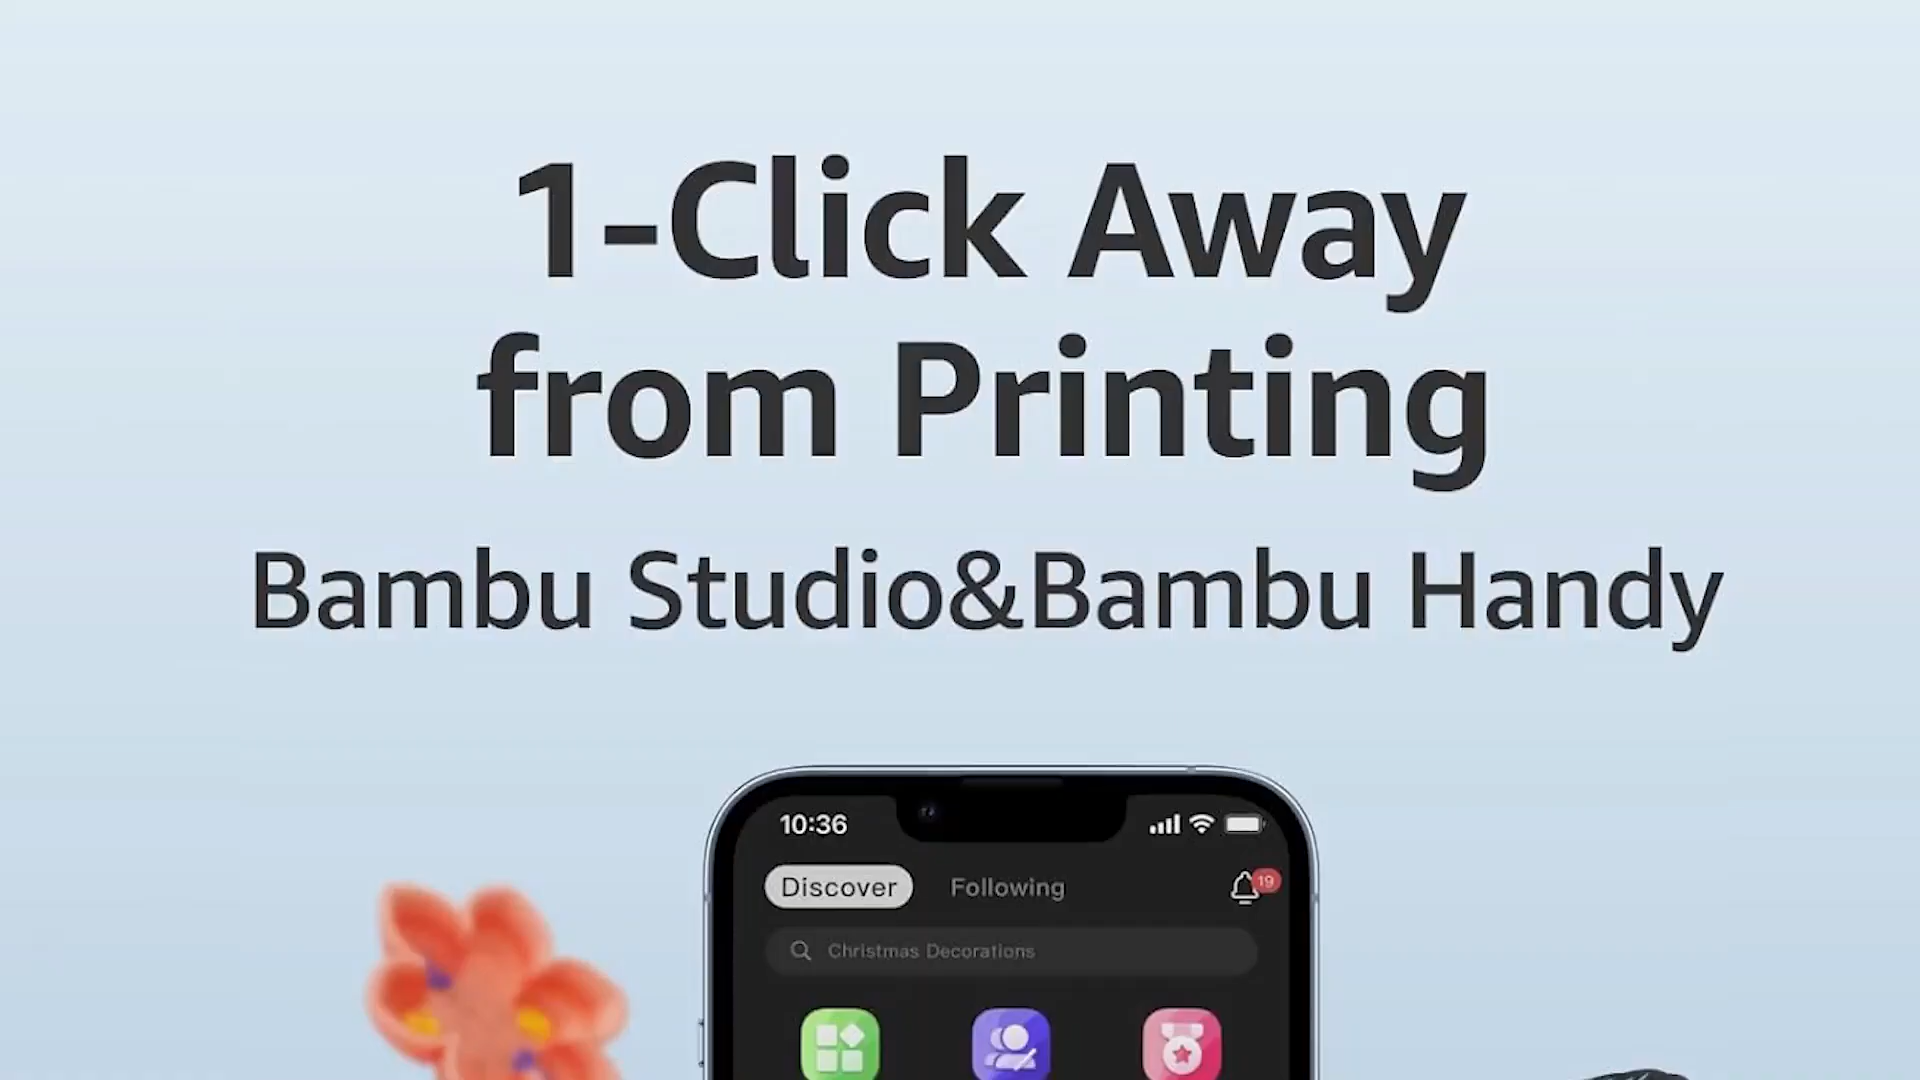 1-Click Away
from Printing
Bambu Studio&Bambu Handy
10:36
Discover Following 19
Christmas Decorations